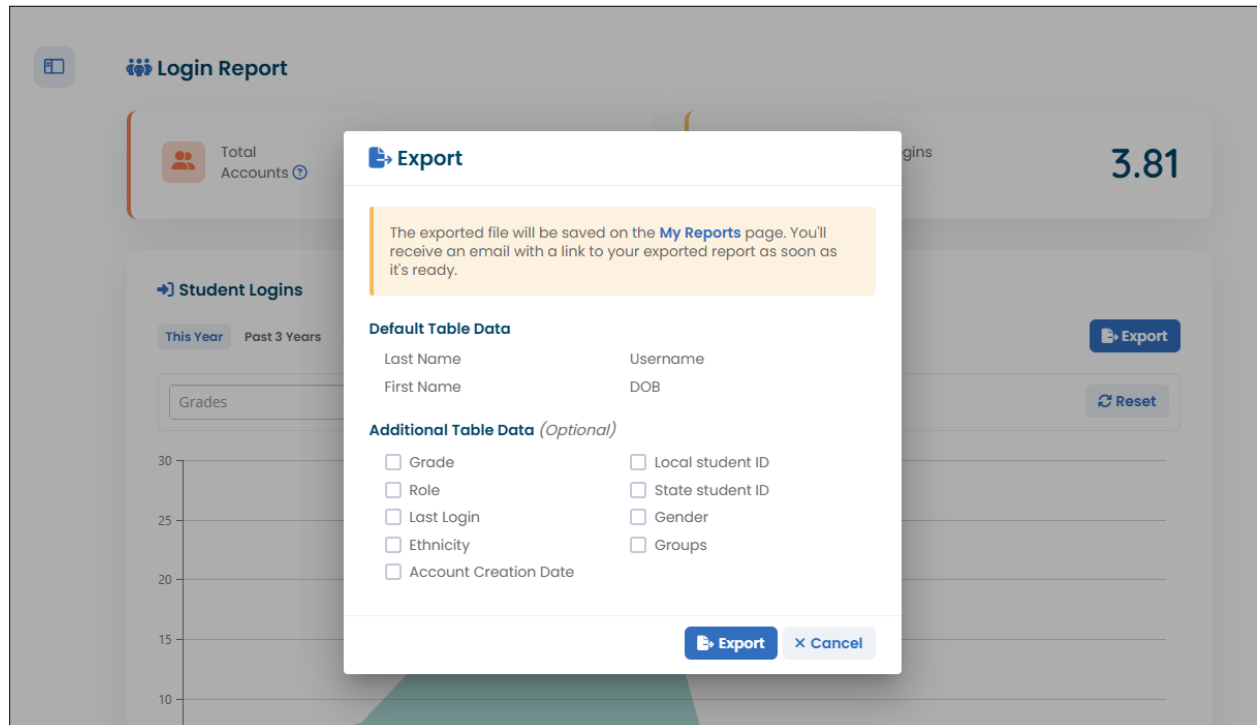 Login Report
Total
Accounts
gins
3.81
Export
The exported file will be saved on the My Reports page. You'll
receive an email with a link to your exported report as soon as
it's ready.
Default Table Data
Last Name Username
First Name DOB
Additional Table Data (Optional)
Grade Local student ID
Role State student ID
Last Login Gender
Ethnicity Groups
Account Creation Date
Export Cancel
Student Logins
This Year Past 3 Years
Export
Grades
Reset
30
25
20
15
10